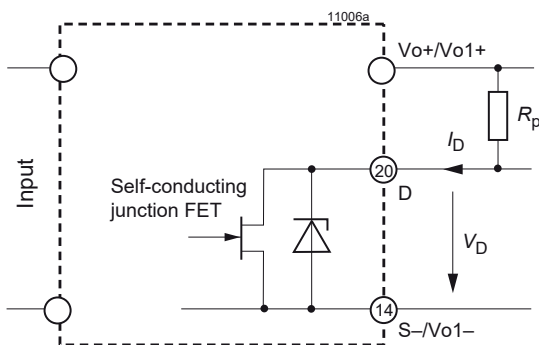 11006a
Vo+/Vo1+
Rp
ID
20
D
Input
Self-conducting
junction FET
VD
14
S–/Vo1–